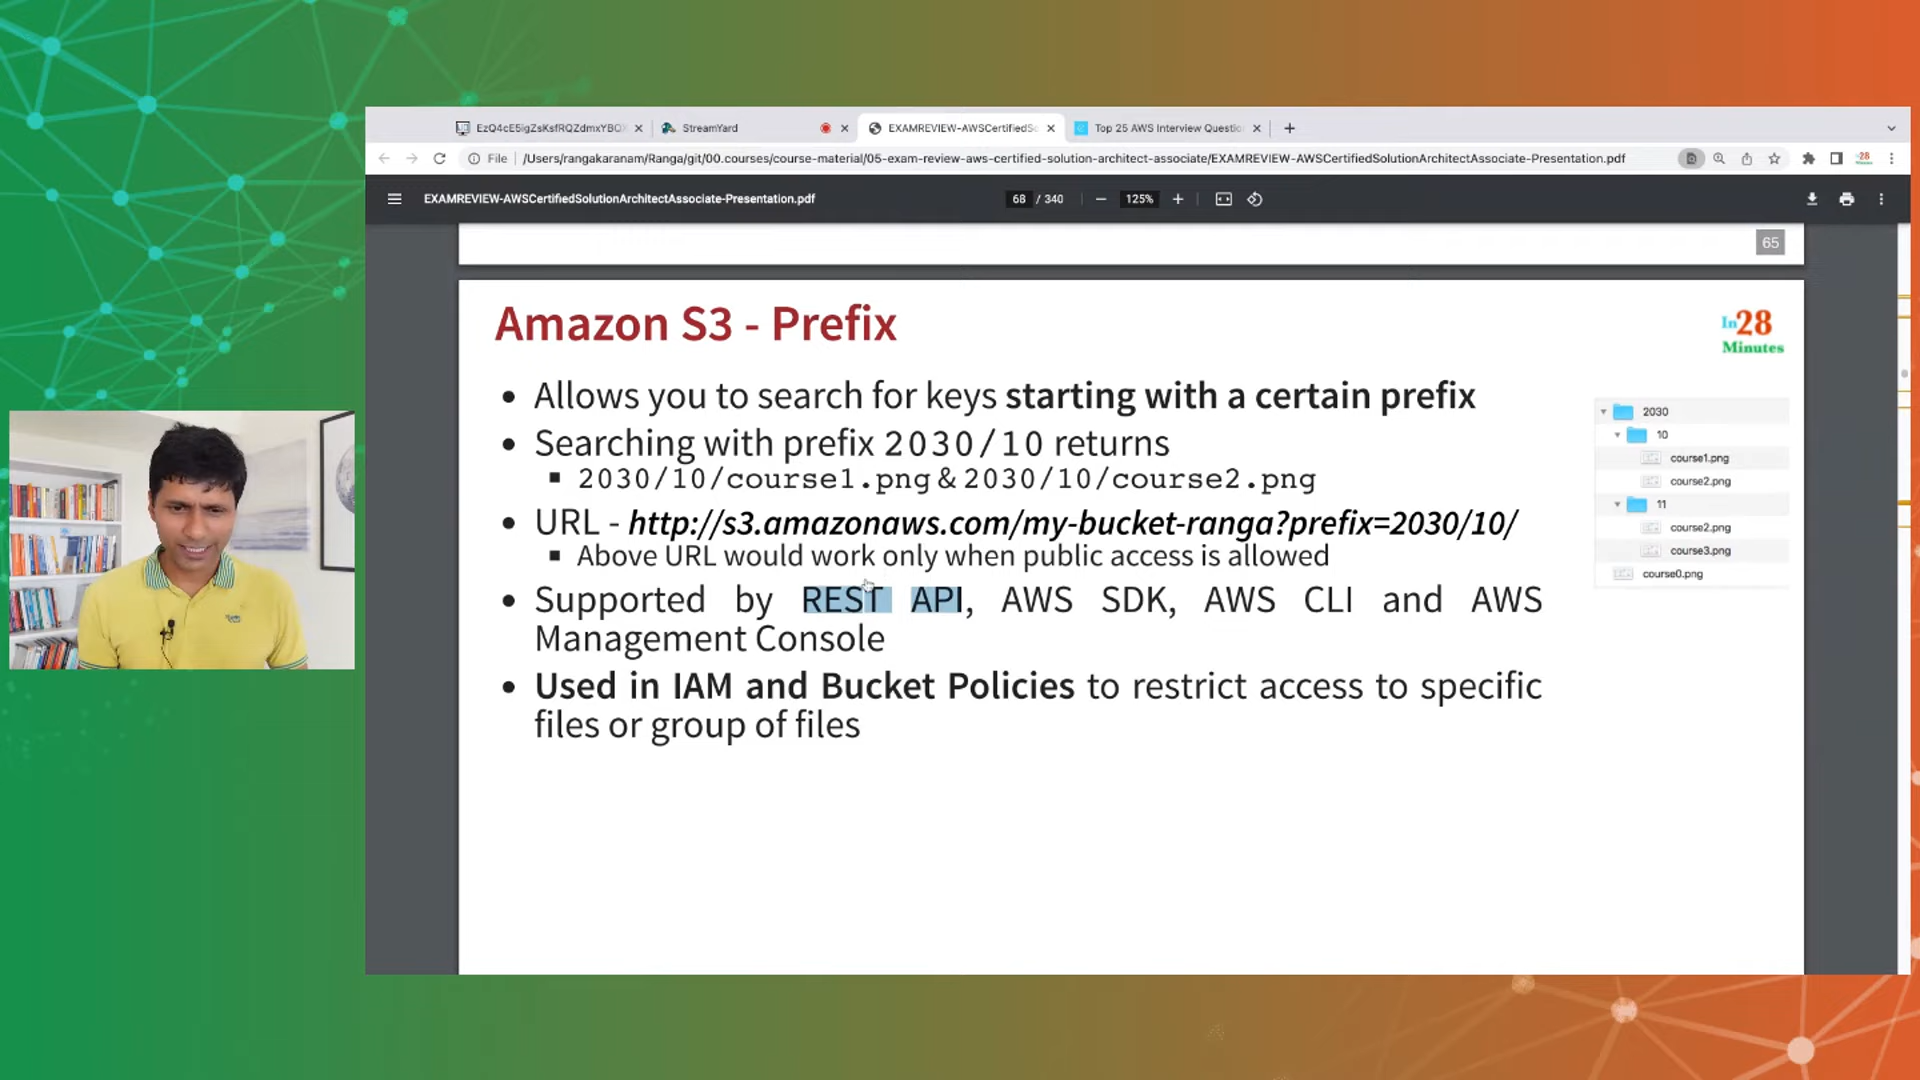 EzQ4cE5igZsKsfRQZdmxYBQX
StreamYard
EXAMREVIEW-AWSCertifiedSo
Top 25 AWS Interview Questio
File
/Users/rangakaranam/Ranga/git/00.courses/course-material/05-exam-review-aws-certified-solution-architect-associate/EXAMREVIEW-AWSCertifiedSolutionArchitectAssociate-Presentation.pdf
EXAMREVIEW-AWSCertifiedSolutionArchitectAssociate-Presentation.pdf
68 / 340
125%
65
Amazon S3 - Prefix
In28
Minutes
Allows you to search for keys starting with a certain prefix
Searching with prefix 2030/10 returns
2030/10/course1.png & 2030/10/course2.png
URL - http://s3.amazonaws.com/my-bucket-ranga?prefix=2030/10/
Above URL would work only when public access is allowed
Supported by REST API, AWS SDK, AWS CLI and AWS
Management Console
Used in IAM and Bucket Policies to restrict access to specific
files or group of files
2030
10
course1.png
course2.png
11
course2.png
course3.png
course0.png